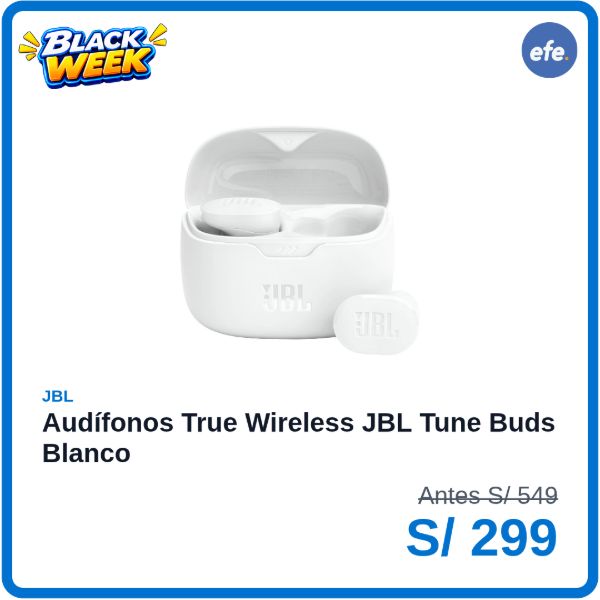 BLACK
WEEK
efe.
JBL
JBL
JBL
Audífonos True Wireless JBL Tune Buds
Blanco
Antes S/ 549
S/ 299